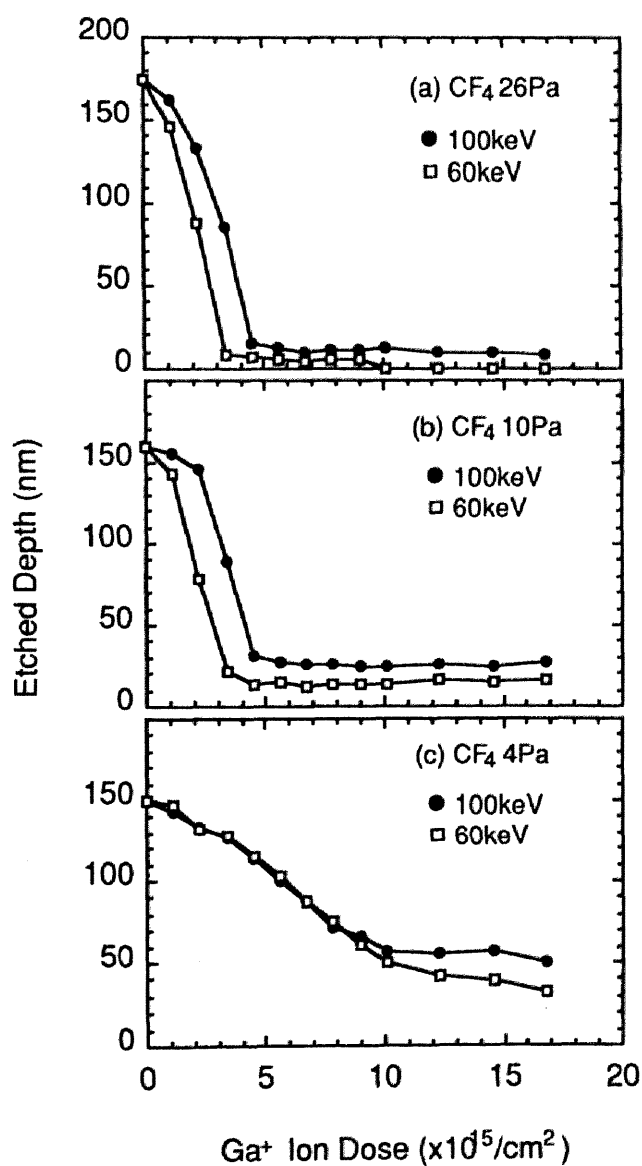 200
150
100
50
0
(a) CF4 26Pa
100keV
60keV
150
100
50
0
(b) CF4 10Pa
100keV
60keV
150
100
50
0
(c) CF4 4Pa
100keV
60keV
0 5 10 15 20
Etched Depth (nm)
Ga+ Ion Dose (x10^15/cm^2)